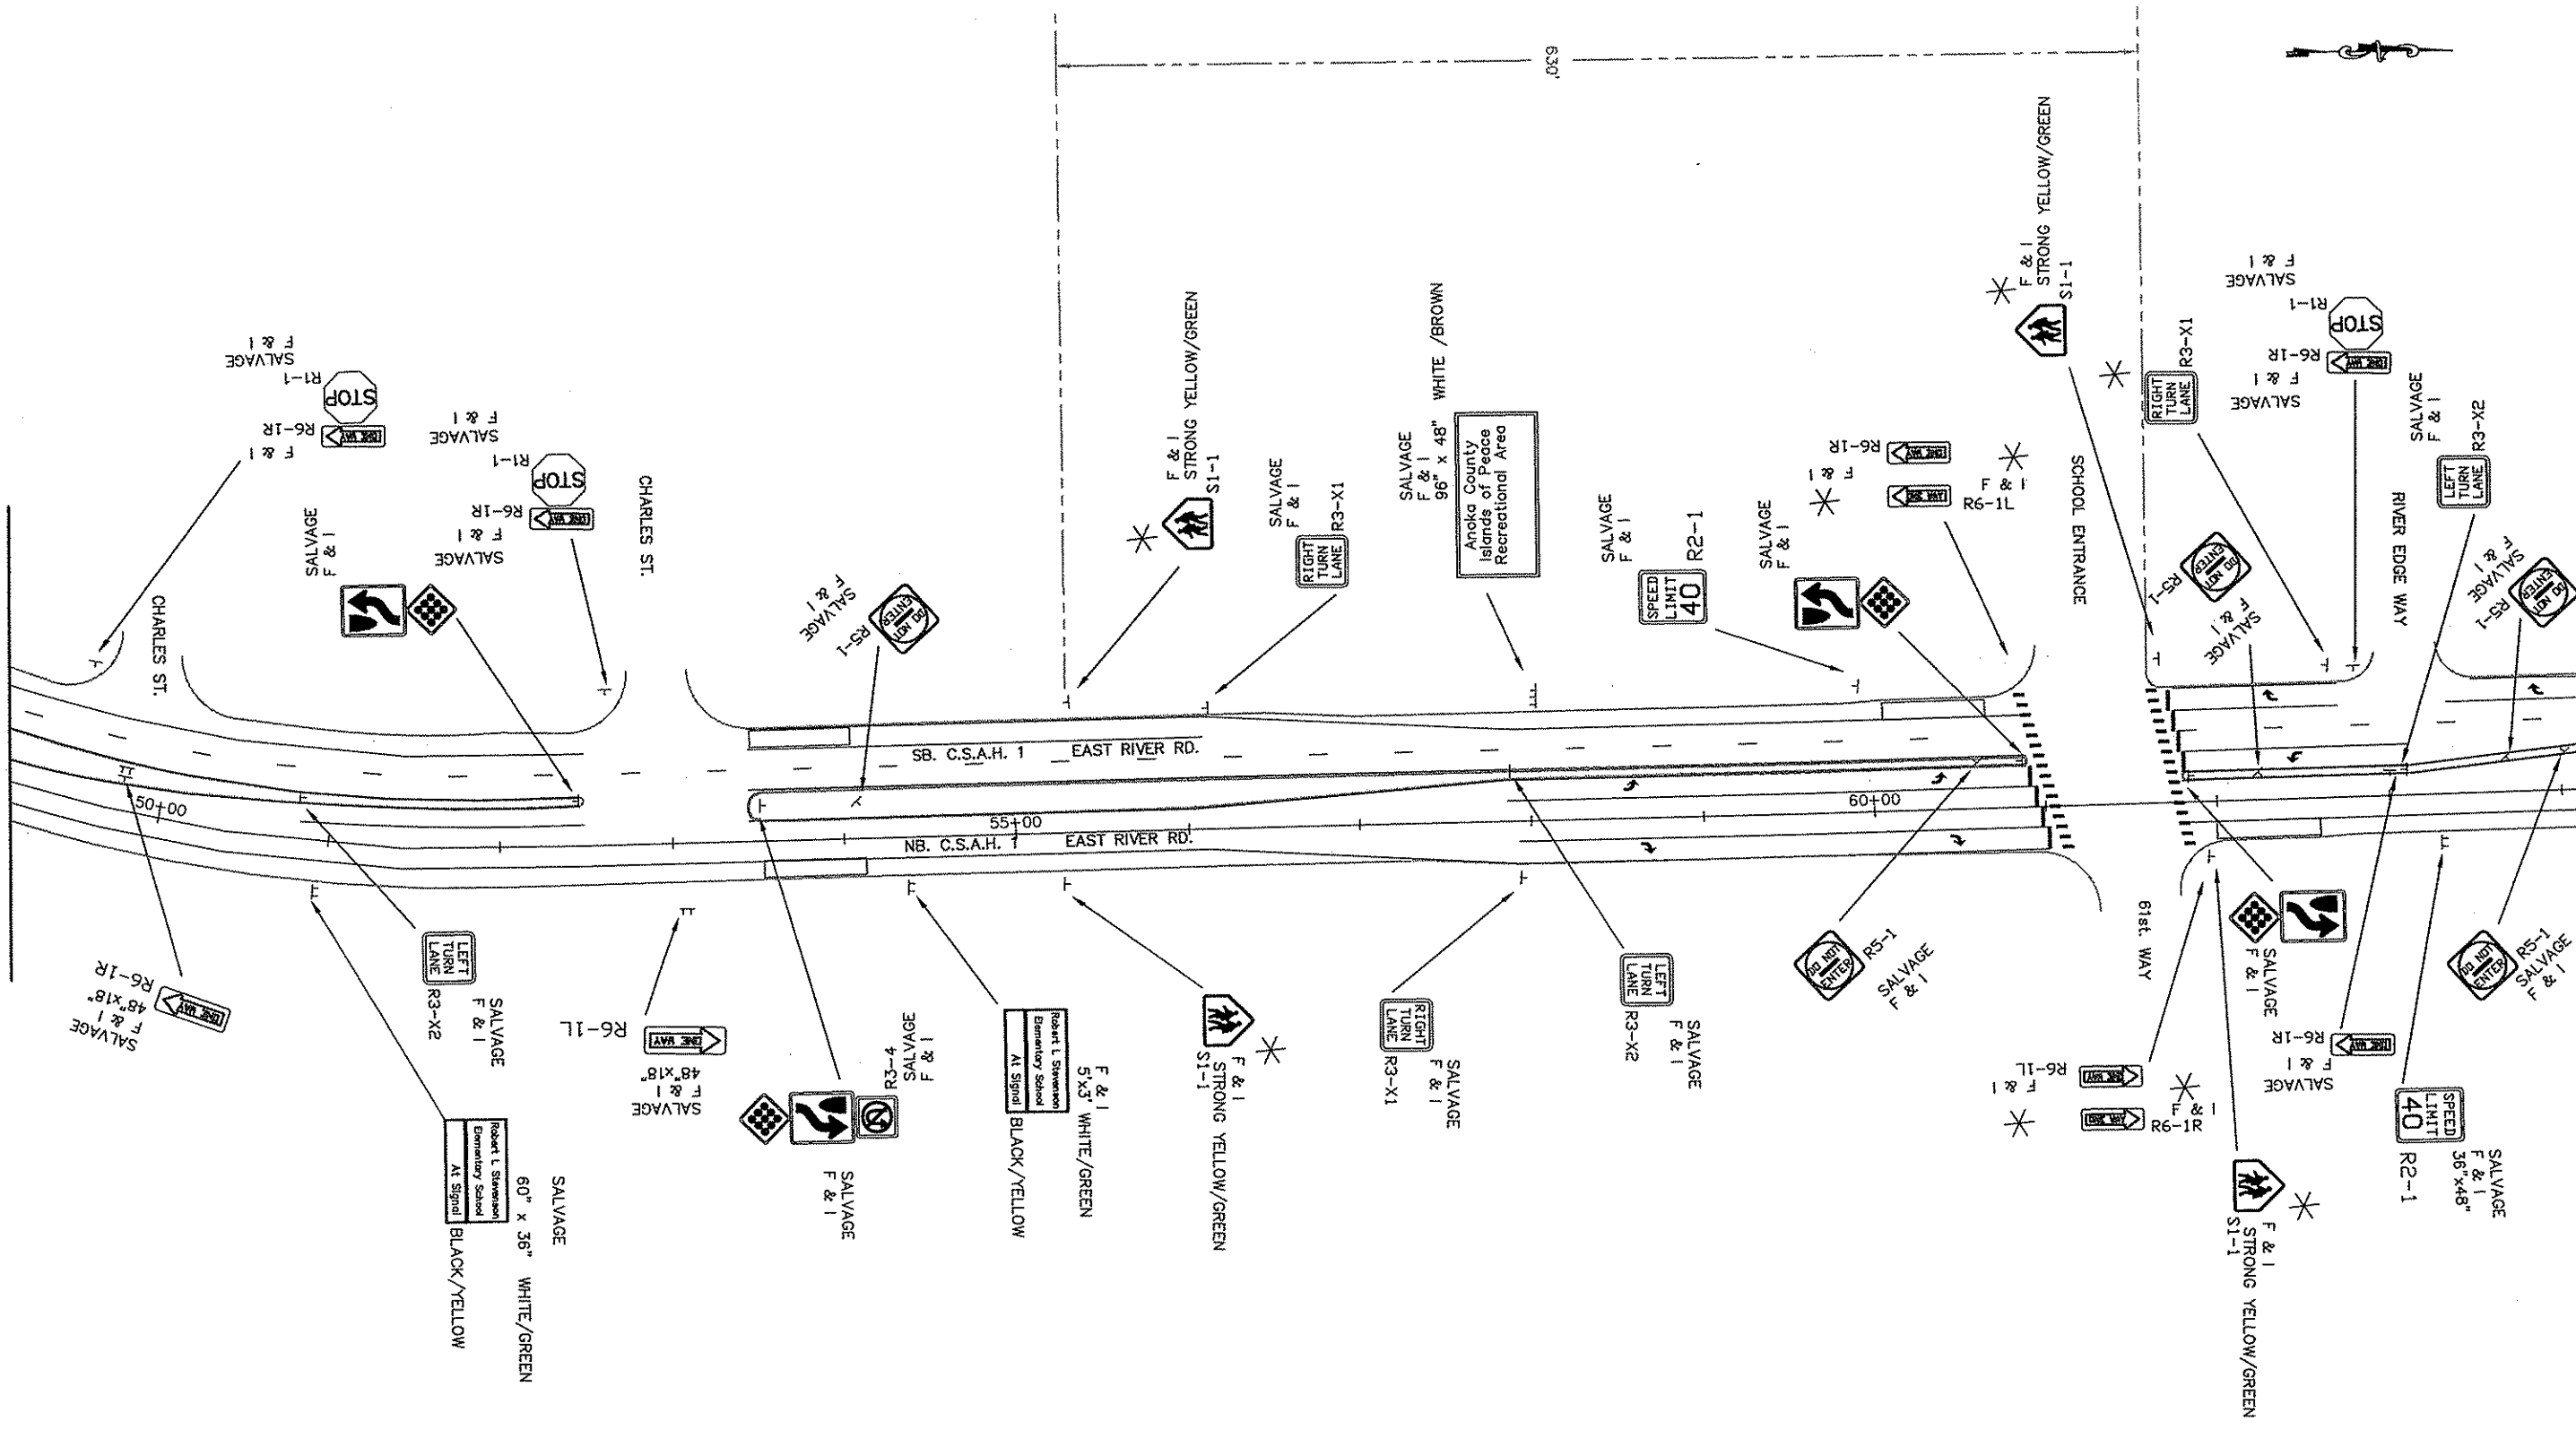 630'
F & I
SALVAGE
R1-1
STOP
R6-1R
ONE WAY
F & I
CHARLES ST.
SALVAGE
F & I
F & I
SALVAGE
R1-1
STOP
R6-1R
ONE WAY
F & I
SALVAGE
CHARLES ST.
DO NOT
ENTER
R5-1
SALVAGE
F & I
F & I
STRONG YELLOW/GREEN
S1-1
SALVAGE
F & I
R3-X1
RIGHT
TURN
LANE
SALVAGE
F & I
96" x 48" WHITE /BROWN
Anoka County
Islands of Peace
Recreational Area
SALVAGE
F & I
R2-1
SPEED
LIMIT
40
SALVAGE
F & I
R6-1R
ONE WAY
F & I
ONE WAY
F & I
R6-1L
SCHOOL ENTRANCE
F & I
STRONG YELLOW/GREEN
S1-1
RIGHT
TURN
LANE
R3-X1
F & I
SALVAGE
R1-1
STOP
R6-1R
ONE WAY
F & I
SALVAGE
DO NOT
ENTER
R5-1
SALVAGE
F & I
RIVER EDGE WAY
SALVAGE
F & I
R3-X2
LEFT
TURN
LANE
DO NOT
ENTER
R5-1
SALVAGE
F & I
SB. C.S.A.H. 1 EAST RIVER RD.
50+00
55+00
60+00
NB. C.S.A.H. 1 EAST RIVER RD.
R6-1R
ONE WAY
48"x18"
F & I
SALVAGE
LEFT
TURN
LANE
R3-X2
SALVAGE
F & I
Robert L Stevenson
Elementary School
At Signal
SALVAGE
60" x 36" WHITE/GREEN
BLACK/YELLOW
R6-1L
ONE WAY
48"x18"
F & I
SALVAGE
R3-4
SALVAGE
F & I
SALVAGE
F & I
Robert L Stevenson
Elementary School
At Signal
F & I
5'x3' WHITE/GREEN
BLACK/YELLOW
F & I
STRONG YELLOW/GREEN
S1-1
RIGHT
TURN
LANE
R3-X1
SALVAGE
F & I
LEFT
TURN
LANE
R3-X2
SALVAGE
F & I
DO NOT
ENTER
R5-1
SALVAGE
F & I
61st. WAY
SALVAGE
F & I
R6-1L
ONE WAY
F & I
ONE WAY
F & I
R6-1R
R6-1R
ONE WAY
F & I
SALVAGE
F & I
STRONG YELLOW/GREEN
S1-1
SPEED
LIMIT
40
R2-1
SALVAGE
F & I
36"x48"
DO NOT
ENTER
R5-1
SALVAGE
F & I